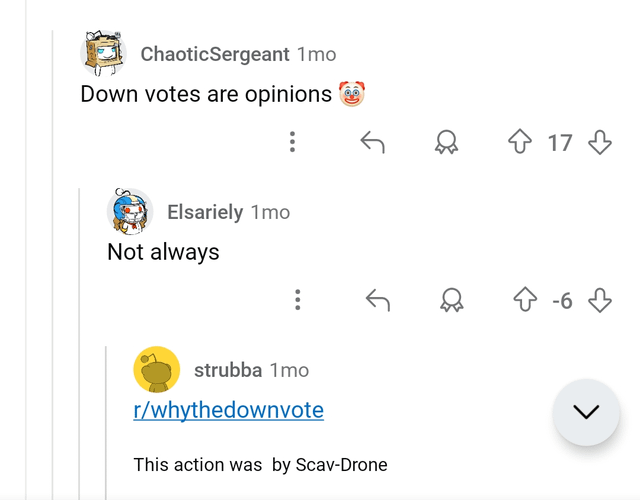 ChaoticSergeant 1mo
Down votes are opinions 🤡
17
Elsariely 1mo
Not always
-6
strubba 1mo
r/whythedownvote
This action was  by Scav-Drone